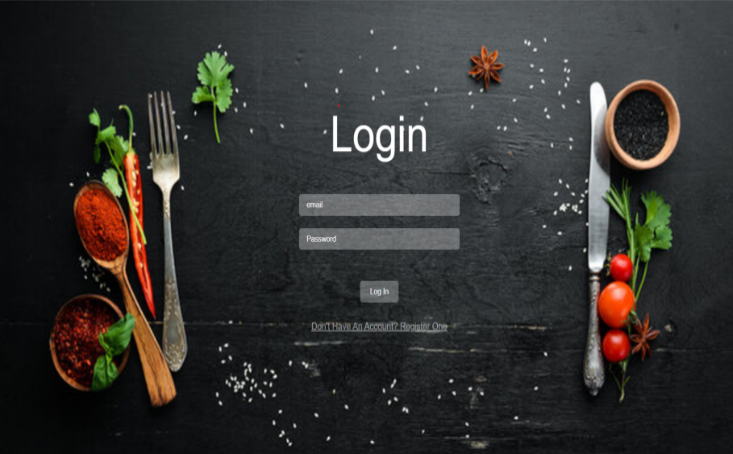 Login
email
Password
Log In
Don't Have An Account? Register One